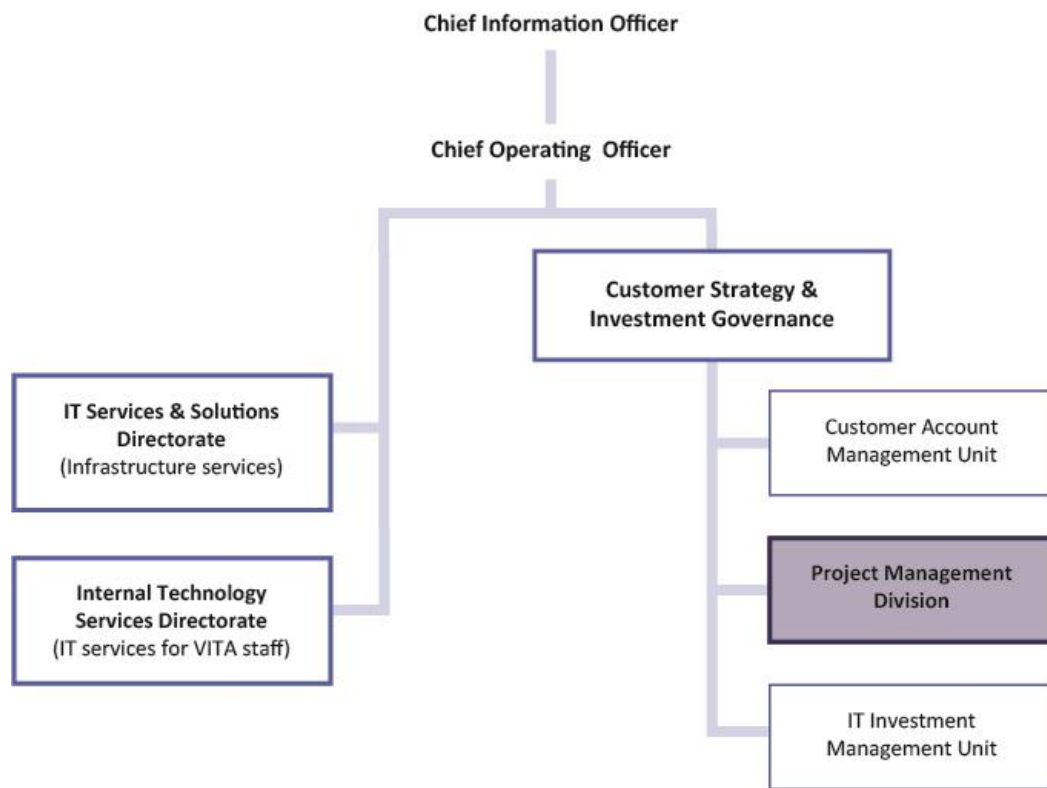 Chief Information Officer
Chief Operating Officer
Customer Strategy &
Investment Governance
IT Services & Solutions
Directorate
(Infrastructure services)
Internal Technology
Services Directorate
(IT services for VITA staff)
Customer Account
Management Unit
Project Management
Division
IT Investment
Management Unit